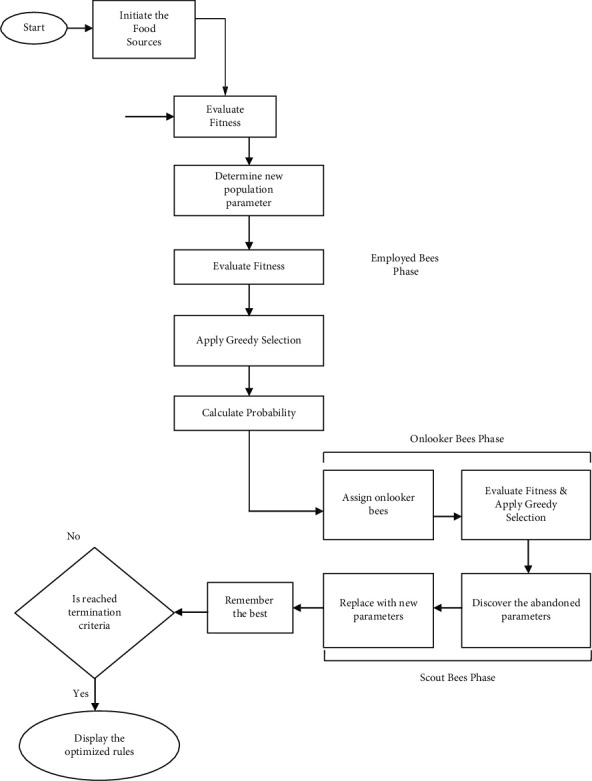 Start
Initiate the
Food
Sources
Evaluate
Fitness
Determine new
population
parameter
Evaluate Fitness
Employed Bees
Phase
Apply Greedy Selection
Calculate Probability
Onlooker Bees Phase
Assign onlooker
bees
Evaluate Fitness &
Apply Greedy
Selection
No
Is reached
termination
criteria
Remember
the best
Replace with new
parameters
Discover the abandoned
parameters
Scout Bees Phase
Yes
Display the
optimized rules